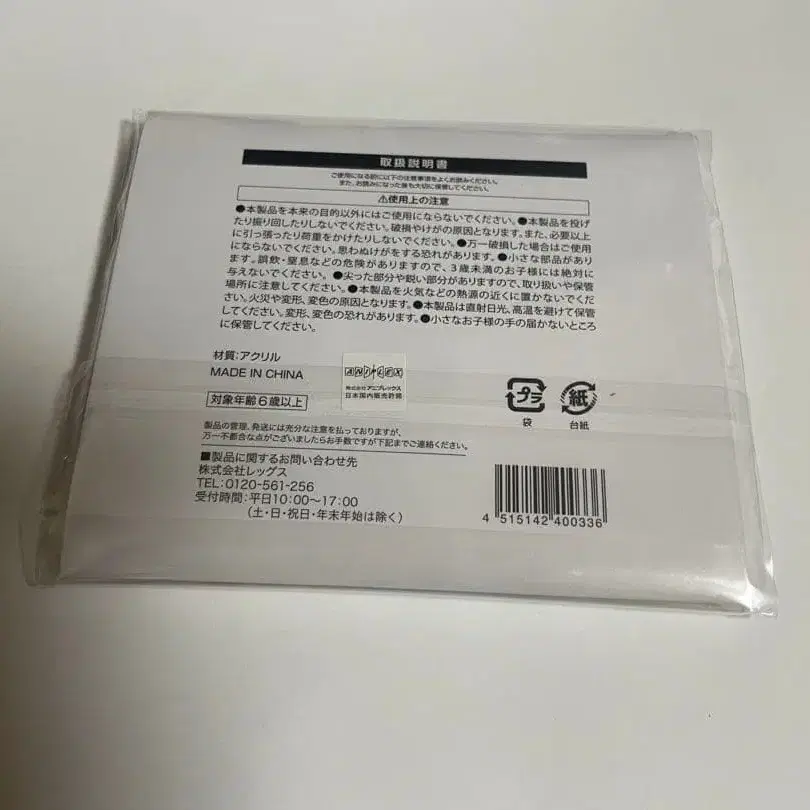 取扱説明書
ご使用になる前に以下の注意事項をよくお読みください。
また、お読みになった後も大切に保管してください。
⚠使用上の注意
●本製品を本来の目的以外にはご使用にならないでください。●本製品を投げ
たり振り回したりしないでください。破損やけがの原因となります。また、必要以上
に引っ張ったり荷重をかけたりしないでください。●万一破損した場合はご使用
にならないでください。思わぬけがをする恐れがあります。●小さな部品があり
ます。誤飲・窒息などの危険がありますので、3歳未満のお子様には絶対に
与えないでください。●尖った部分や鋭い部分がありますので、取り扱いや保管
場所に注意してください。●本製品を火気などの熱源の近くに置かないでくだ
さい。火災や変形、変色の原因となります。●本製品は直射日光、高温を避けて保管
してください。変形、変色の恐れがあります。●小さなお子様の手の届かないところ
に保管してください。
材質：アクリル
MADE IN CHINA
対象年齢6歳以上
ANIPLEX
株式会社アニプレックス
日本国内販売許諾
プラ
袋
紙
台紙
製品の管理、発送には充分な注意を払っておりますが、
万一不都合な点がございましたらお手数ですが下記までご連絡ください。
■製品に関するお問い合わせ先
株式会社レッグス
TEL:0120-561-256
受付時間：平日10:00〜17:00
（土・日・祝日・年末年始は除く）
4 515142 400336